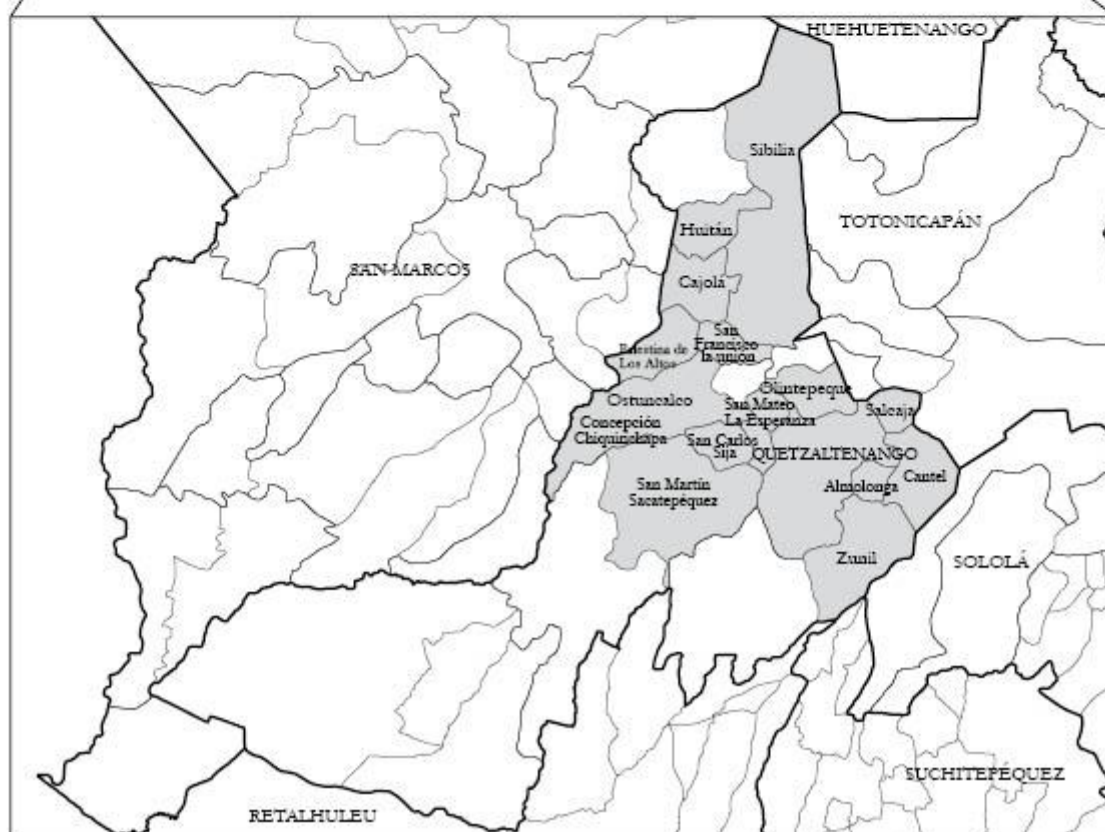 HUEHUETENANGO
Sibilia
TOTONICAPÁN
Huitán
SAN MARCOS
Cajolá
San
Francisco
la unión
Palestina de
Los Altos
Olintepeque
Ostuncalco
San Mateo
La Esperanza
Salcaja
Concepción
Chiquirichapa
San Carlos
Sija
QUETZALTENANGO
Cantel
Almolonga
San Martín
Sacatepéquez
Zunil
SOLOLÁ
SUCHITEPÉQUEZ
RETALHULEU